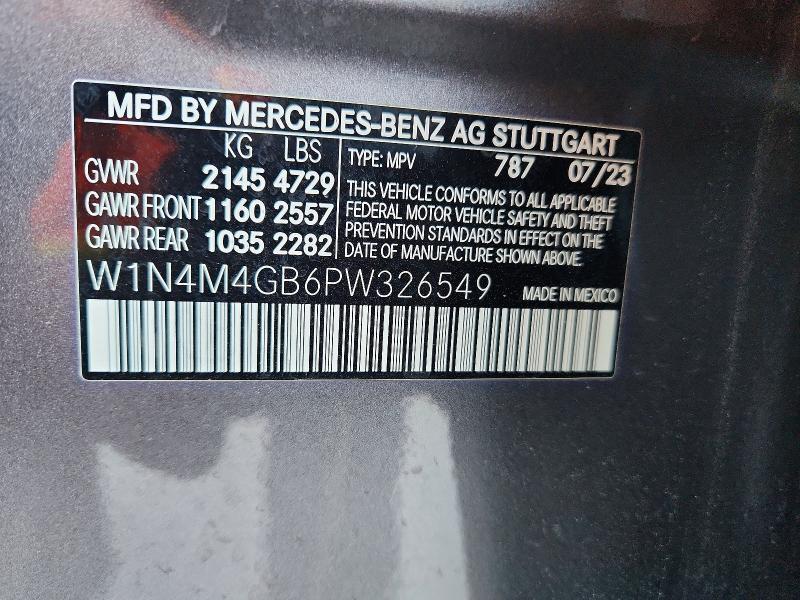 MFD BY MERCEDES-BENZ AG STUTTGART
KG LBS
GVWR 2145 4729
GAWR FRONT 1160 2557
GAWR REAR 1035 2282
TYPE: MPV 787 07/23
THIS VEHICLE CONFORMS TO ALL APPLICABLE
FEDERAL MOTOR VEHICLE SAFETY AND THEFT
PREVENTION STANDARDS IN EFFECT ON THE
DATE OF MANUFACTURE SHOWN ABOVE.
W1N4M4GB6PW326549 MADE IN MEXICO